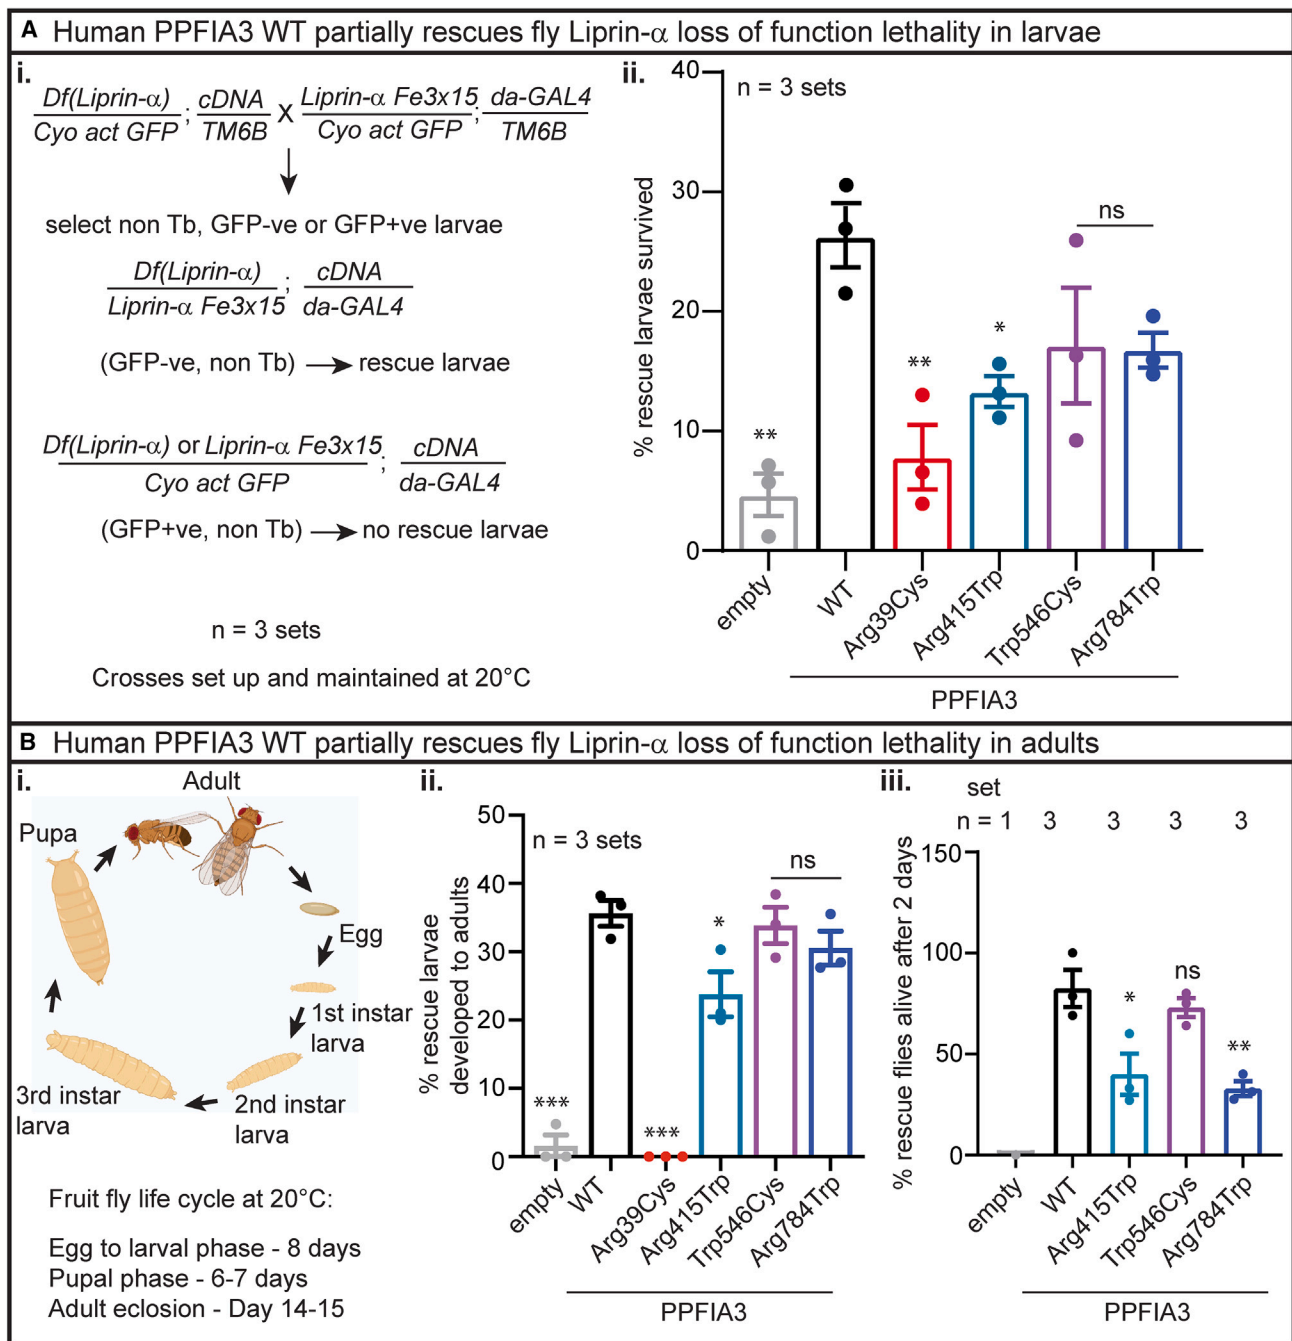 A Human PPFIA3 WT partially rescues fly Liprin-α loss of function lethality in larvae
i.
Df(Liprin-α) ; cDNA X Liprin-α Fe3x15 ; da-GAL4
Cyo act GFP TM6B Cyo act GFP TM6B
select non Tb, GFP-ve or GFP+ve larvae
Df(Liprin-α) ; cDNA
Liprin-α Fe3x15 da-GAL4
(GFP-ve, non Tb) → rescue larvae
Df(Liprin-α) or Liprin-α Fe3x15 ; cDNA
Cyo act GFP da-GAL4
(GFP+ve, non Tb) → no rescue larvae
n = 3 sets
Crosses set up and maintained at 20°C
ii.
n = 3 sets
% rescue larvae survived
40
30
20
10
0
**
**
*
ns
empty
WT
Arg39Cys
Arg415Trp
Trp546Cys
Arg784Trp
PPFIA3
B Human PPFIA3 WT partially rescues fly Liprin-α loss of function lethality in adults
i.
Adult
Pupa
Egg
1st instar
larva
2nd instar
larva
3rd instar
larva
Fruit fly life cycle at 20°C:
Egg to larval phase - 8 days
Pupal phase - 6-7 days
Adult eclosion - Day 14-15
ii.
n = 3 sets
% rescue larvae
developed to adults
50
40
30
20
10
0
***
***
*
ns
empty
WT
Arg39Cys
Arg415Trp
Trp546Cys
Arg784Trp
PPFIA3
iii.
set
n = 1 3 3 3 3
% rescue flies alive after 2 days
150
100
50
0
*
ns
**
empty
WT
Arg415Trp
Trp546Cys
Arg784Trp
PPFIA3